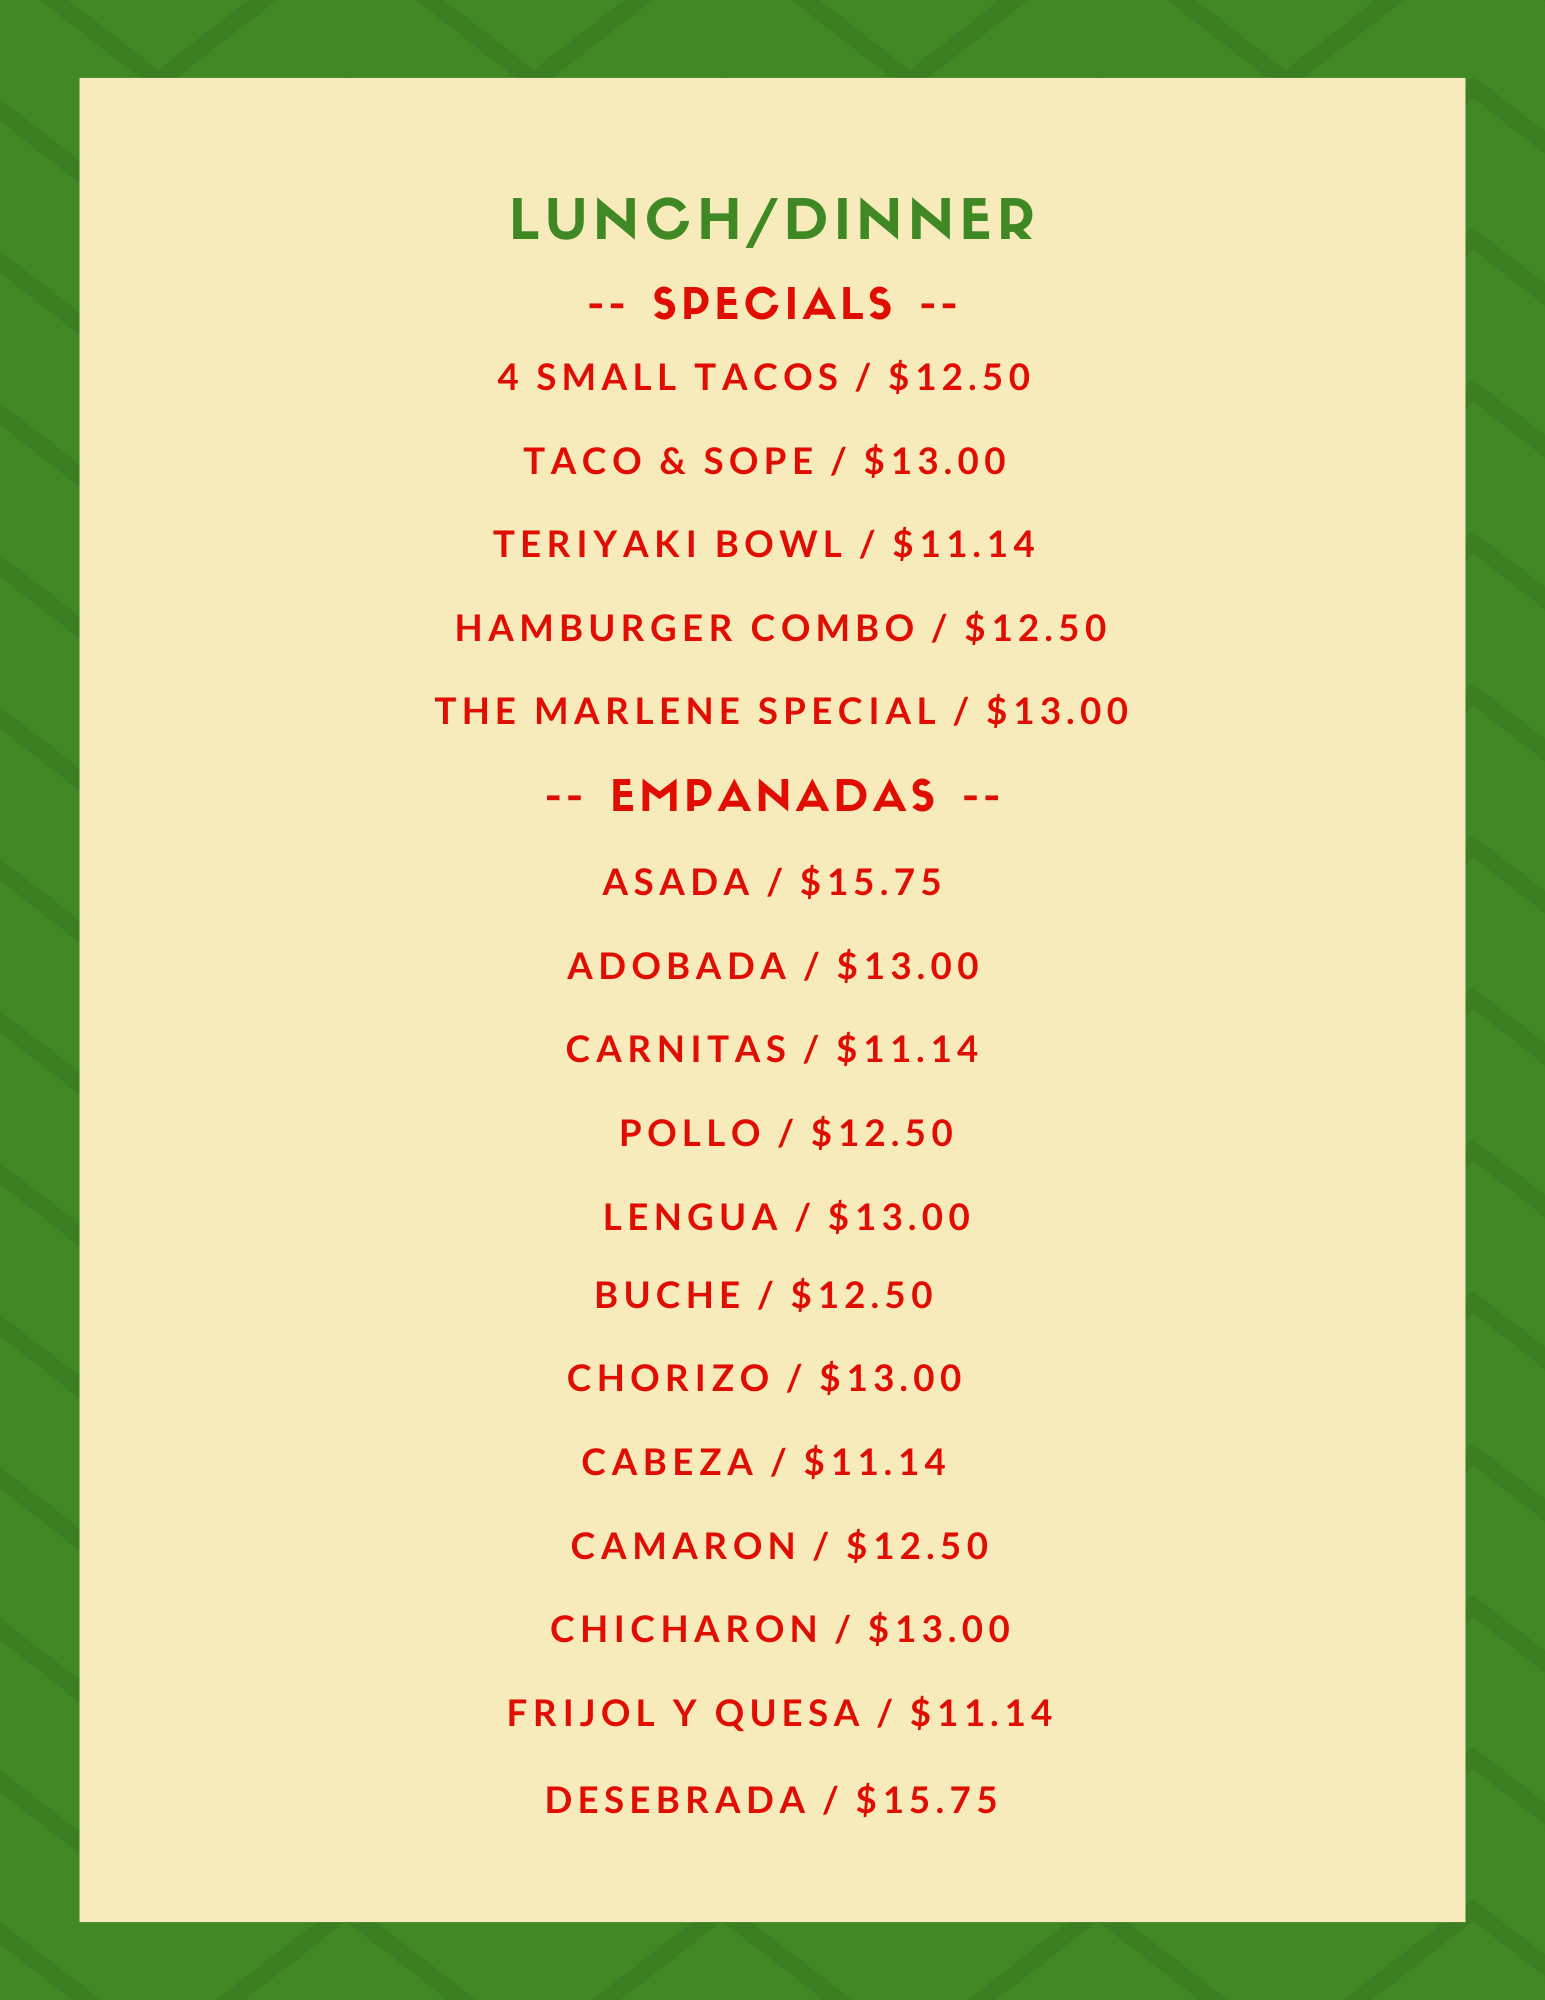 LUNCH/DINNER
-- SPECIALS --
4 SMALL TACOS / $12.50
TACO & SOPE / $13.00
TERIYAKI BOWL / $11.14
HAMBURGER COMBO / $12.50
THE MARLENE SPECIAL / $13.00
-- EMPANADAS --
ASADA / $15.75
ADOBADA / $13.00
CARNITAS / $11.14
POLLO / $12.50
LENGUA / $13.00
BUCHE / $12.50
CHORIZO / $13.00
CABEZA / $11.14
CAMARON / $12.50
CHICHARON / $13.00
FRIJOL Y QUESA / $11.14
DESEBRADA / $15.75